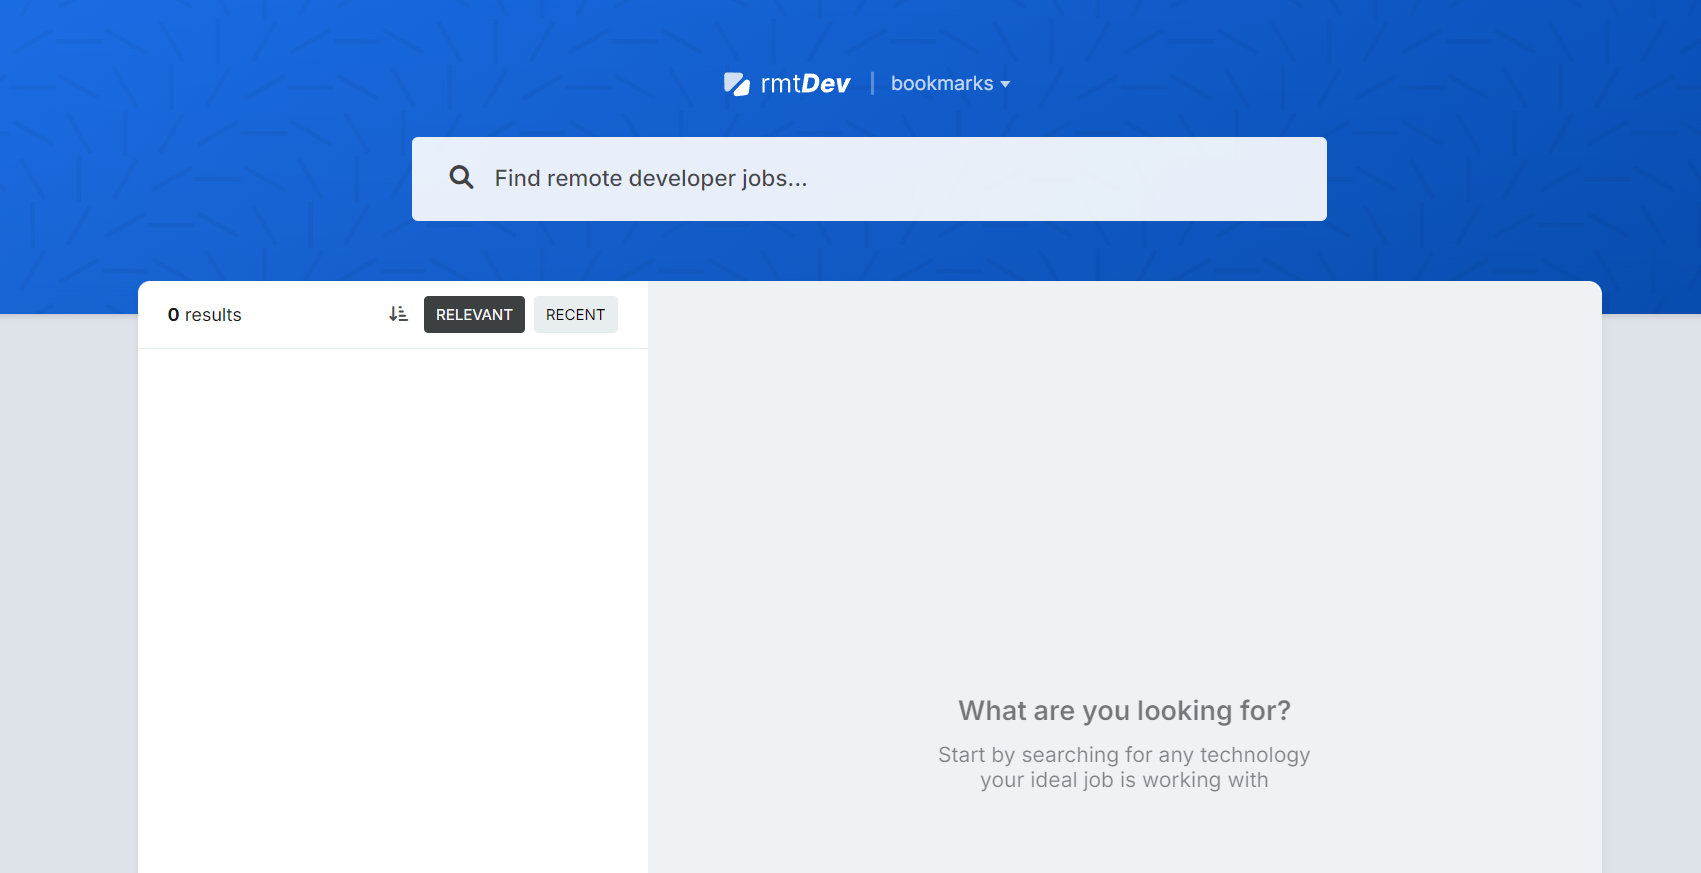 rmtDev
bookmarks
Find remote developer jobs...
0 results
RELEVANT
RECENT
What are you looking for?
Start by searching for any technology
your ideal job is working with